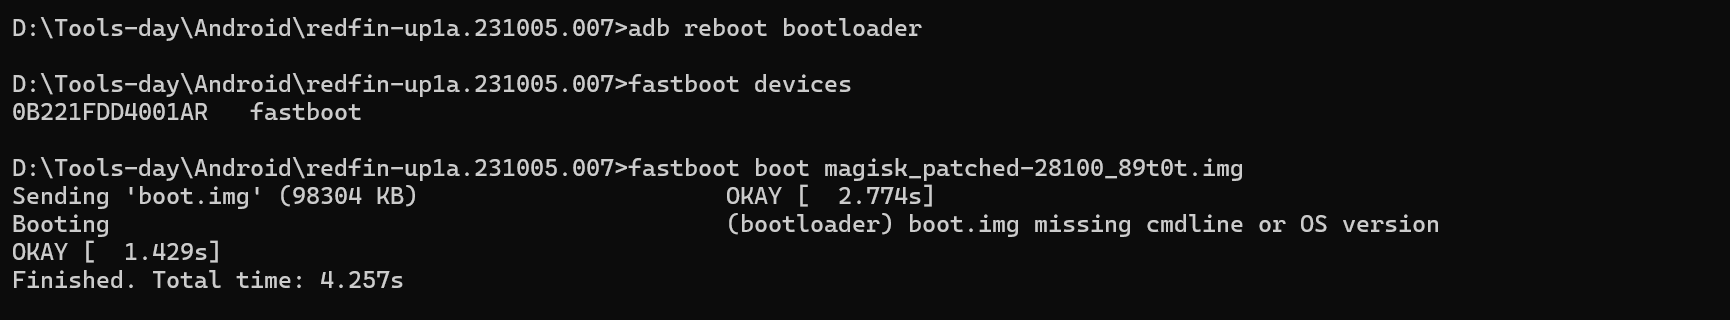 D:\Tools-day\Android\redfin-up1a.231005.007>adb reboot bootloader
D:\Tools-day\Android\redfin-up1a.231005.007>fastboot devices
0B221FDD4001AR   fastboot
D:\Tools-day\Android\redfin-up1a.231005.007>fastboot boot magisk_patched-28100_89t0t.img
Sending 'boot.img' (98304 KB)                      OKAY [  2.774s]
Booting                                            (bootloader) boot.img missing cmdline or OS version
OKAY [  1.429s]
Finished. Total time: 4.257s